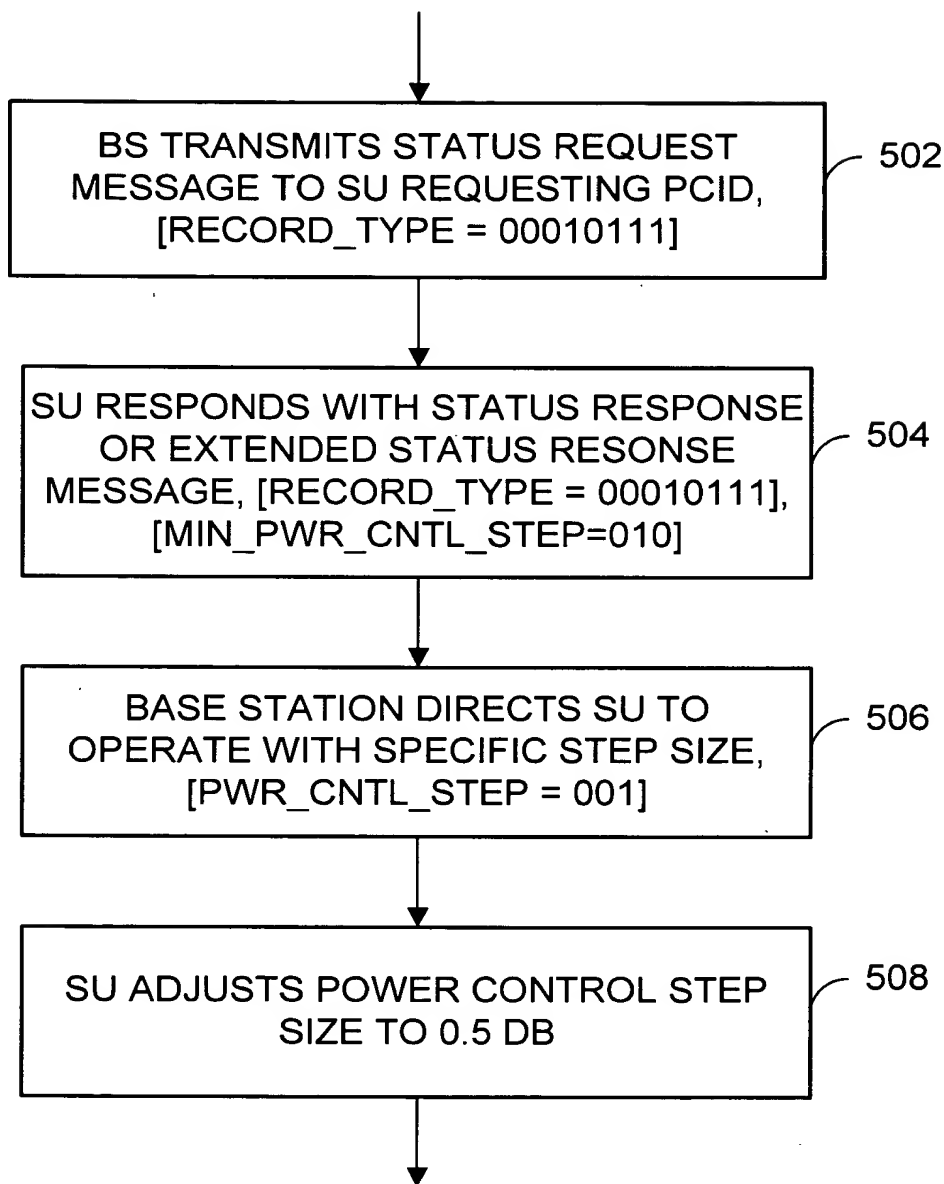 BS TRANSMITS STATUS REQUEST
MESSAGE TO SU REQUESTING PCID,
[RECORD_TYPE = 00010111]
502
SU RESPONDS WITH STATUS RESPONSE
OR EXTENDED STATUS RESONSE
MESSAGE, [RECORD_TYPE = 00010111],
[MIN_PWR_CNTL_STEP=010]
504
BASE STATION DIRECTS SU TO
OPERATE WITH SPECIFIC STEP SIZE,
[PWR_CNTL_STEP = 001]
506
SU ADJUSTS POWER CONTROL STEP
SIZE TO 0.5 DB
508